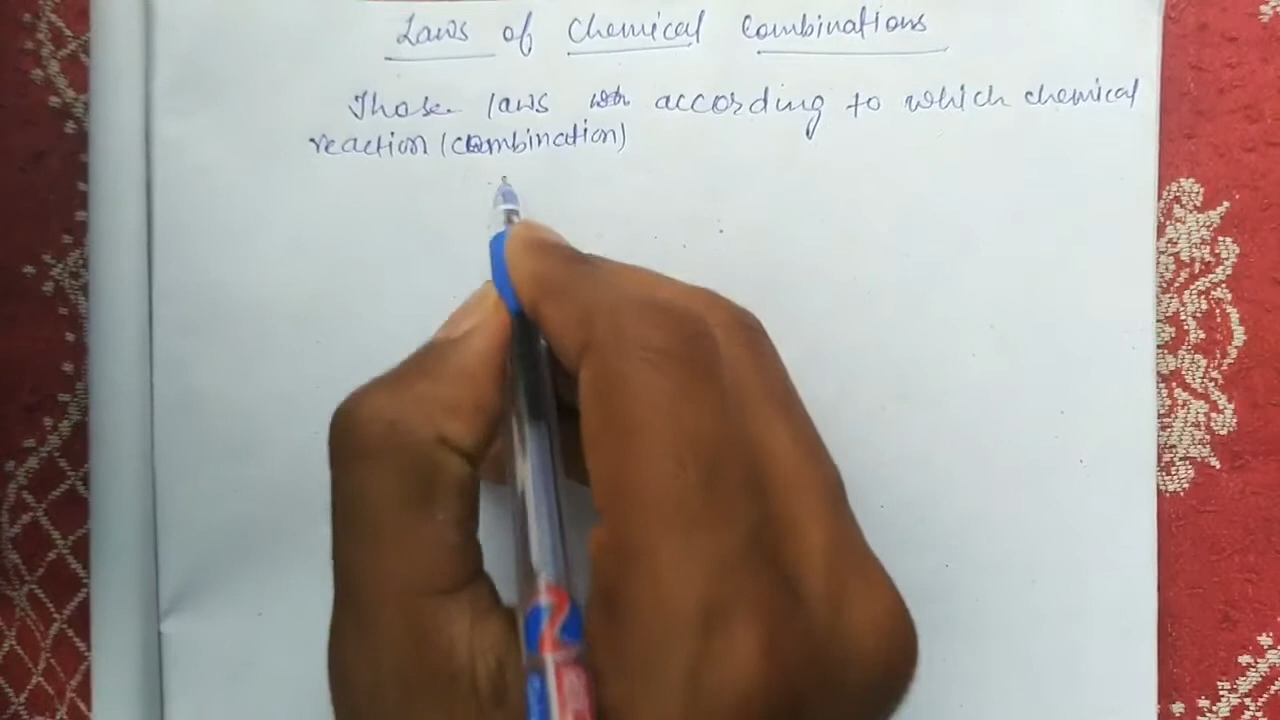 Laws of Chemical Combinations
Those laws according to which chemical
reaction (combination)